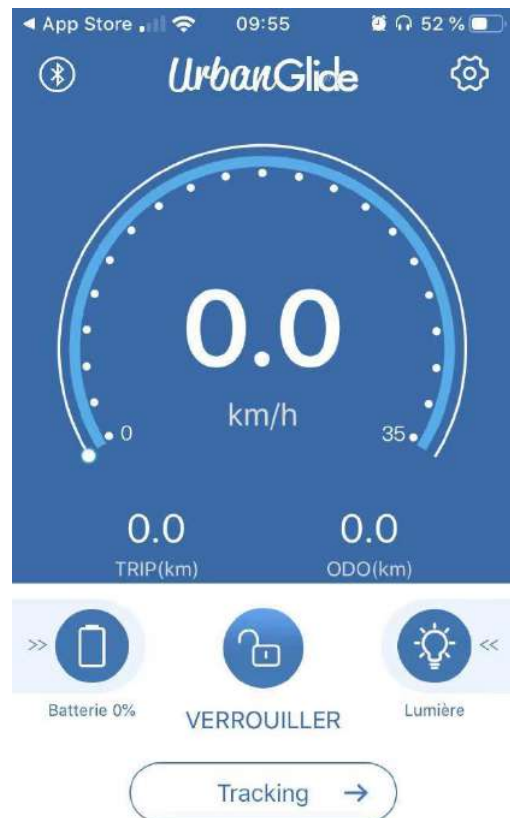 ◀ App Store 09:55 52 %
UrbanGlide
0.0
km/h
0 35
0.0 0.0
TRIP(km) ODO(km)
>> <<
Batterie 0% VERROUILLER Lumière
Tracking →